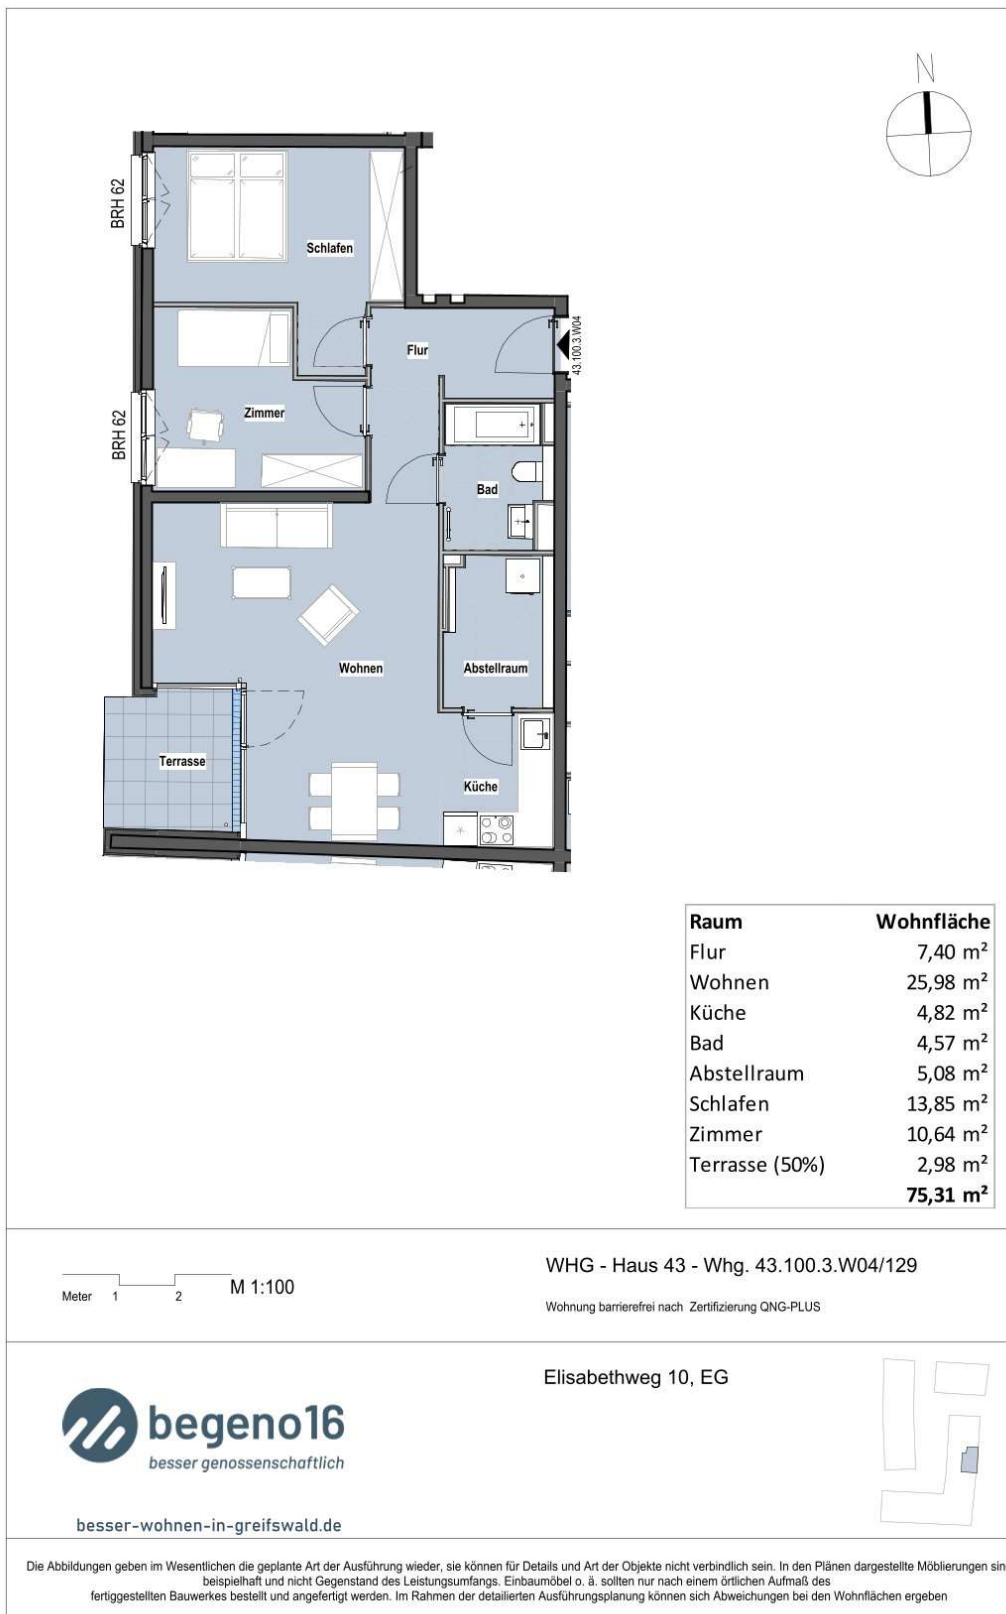 N
BRH 62
Schlafen
Flur
43.100.3.W04
BRH 62
Zimmer
Bad
Wohnen
Abstellraum
Terrasse
Küche
Raum Wohnfläche
Flur 7,40 m²
Wohnen 25,98 m²
Küche 4,82 m²
Bad 4,57 m²
Abstellraum 5,08 m²
Schlafen 13,85 m²
Zimmer 10,64 m²
Terrasse (50%) 2,98 m²
75,31 m²
Meter 1 2 M 1:100
WHG - Haus 43 - Whg. 43.100.3.W04/129
Wohnung barrierefrei nach Zertifizierung QNG-PLUS
Elisabethweg 10, EG
begeno16
besser genossenschaftlich
besser-wohnen-in-greifswald.de
Die Abbildungen geben im Wesentlichen die geplante Art der Ausführung wieder, sie können für Details und Art der Objekte nicht verbindlich sein. In den Plänen dargestellte Möblierungen sin
beispielhaft und nicht Gegenstand des Leistungsumfangs. Einbaumöbel o. ä. sollten nur nach einem örtlichen Aufmaß des
fertiggestellten Bauwerkes bestellt und angefertigt werden. Im Rahmen der detailierten Ausführungsplanung können sich Abweichungen bei den Wohnflächen ergeben